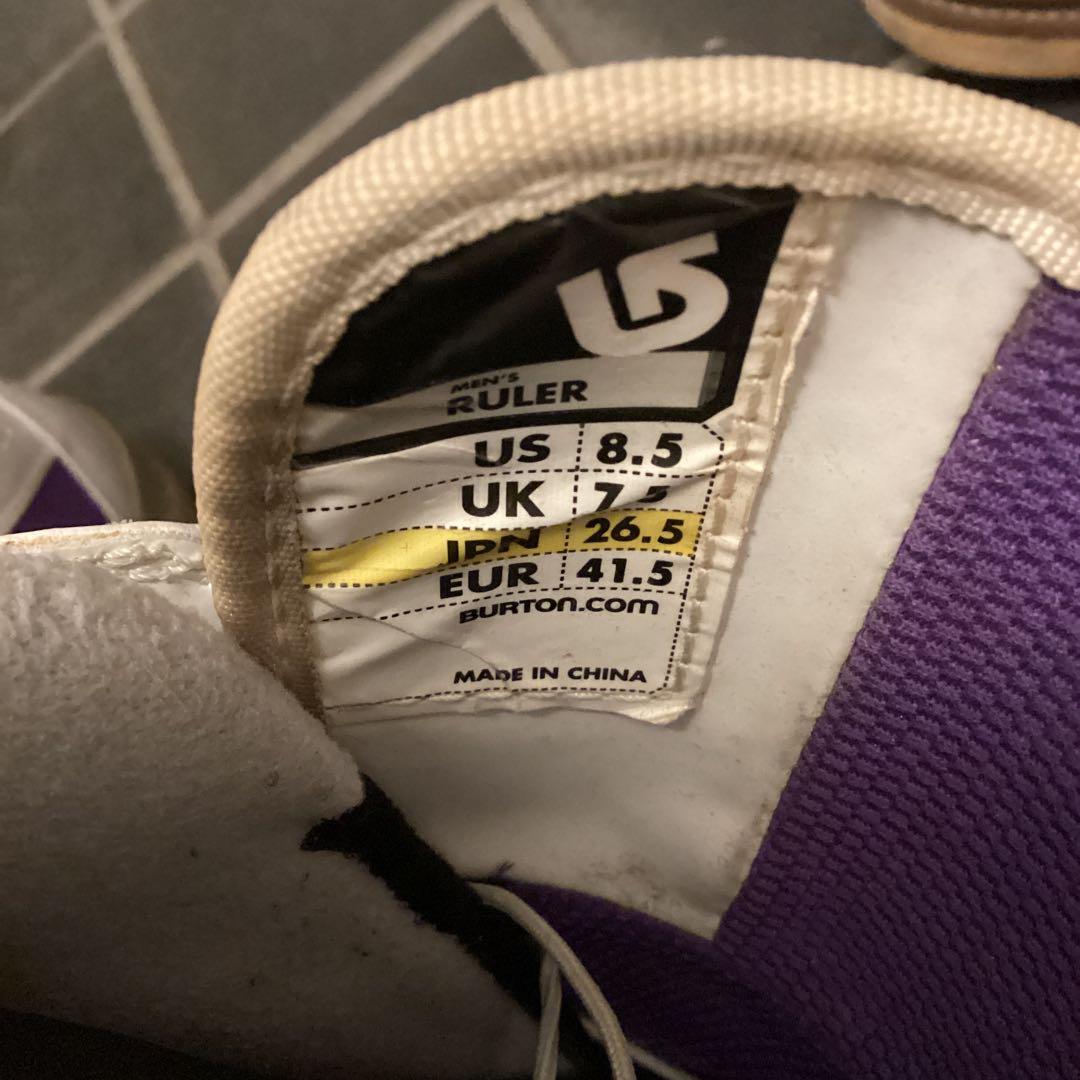 MEN'S
RULER
US 8.5
UK 7.5
JPN 26.5
EUR 41.5
BURTON.COM
MADE IN CHINA